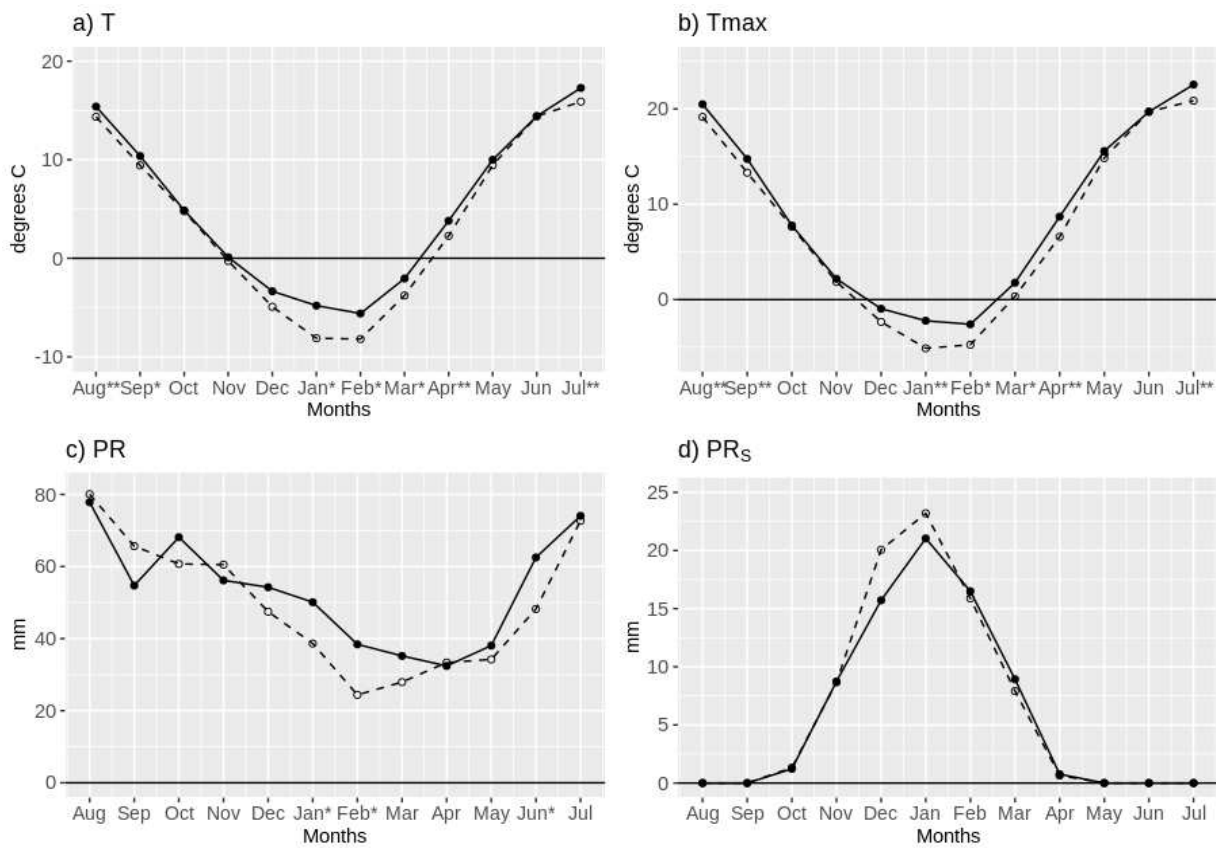 a) T
20
10
0
-10
degrees C
Aug** Sep* Oct Nov Dec Jan* Feb* Mar* Apr** May Jun Jul**
Months
b) Tmax
20
10
0
degrees C
Aug** Sep** Oct Nov Dec Jan** Feb* Mar* Apr** May Jun Jul**
Months
c) PR
80
60
40
20
0
mm
Aug Sep Oct Nov Dec Jan* Feb* Mar Apr May Jun* Jul
Months
d) PRS
25
20
15
10
5
0
mm
Aug Sep Oct Nov Dec Jan Feb Mar Apr May Jun Jul
Months